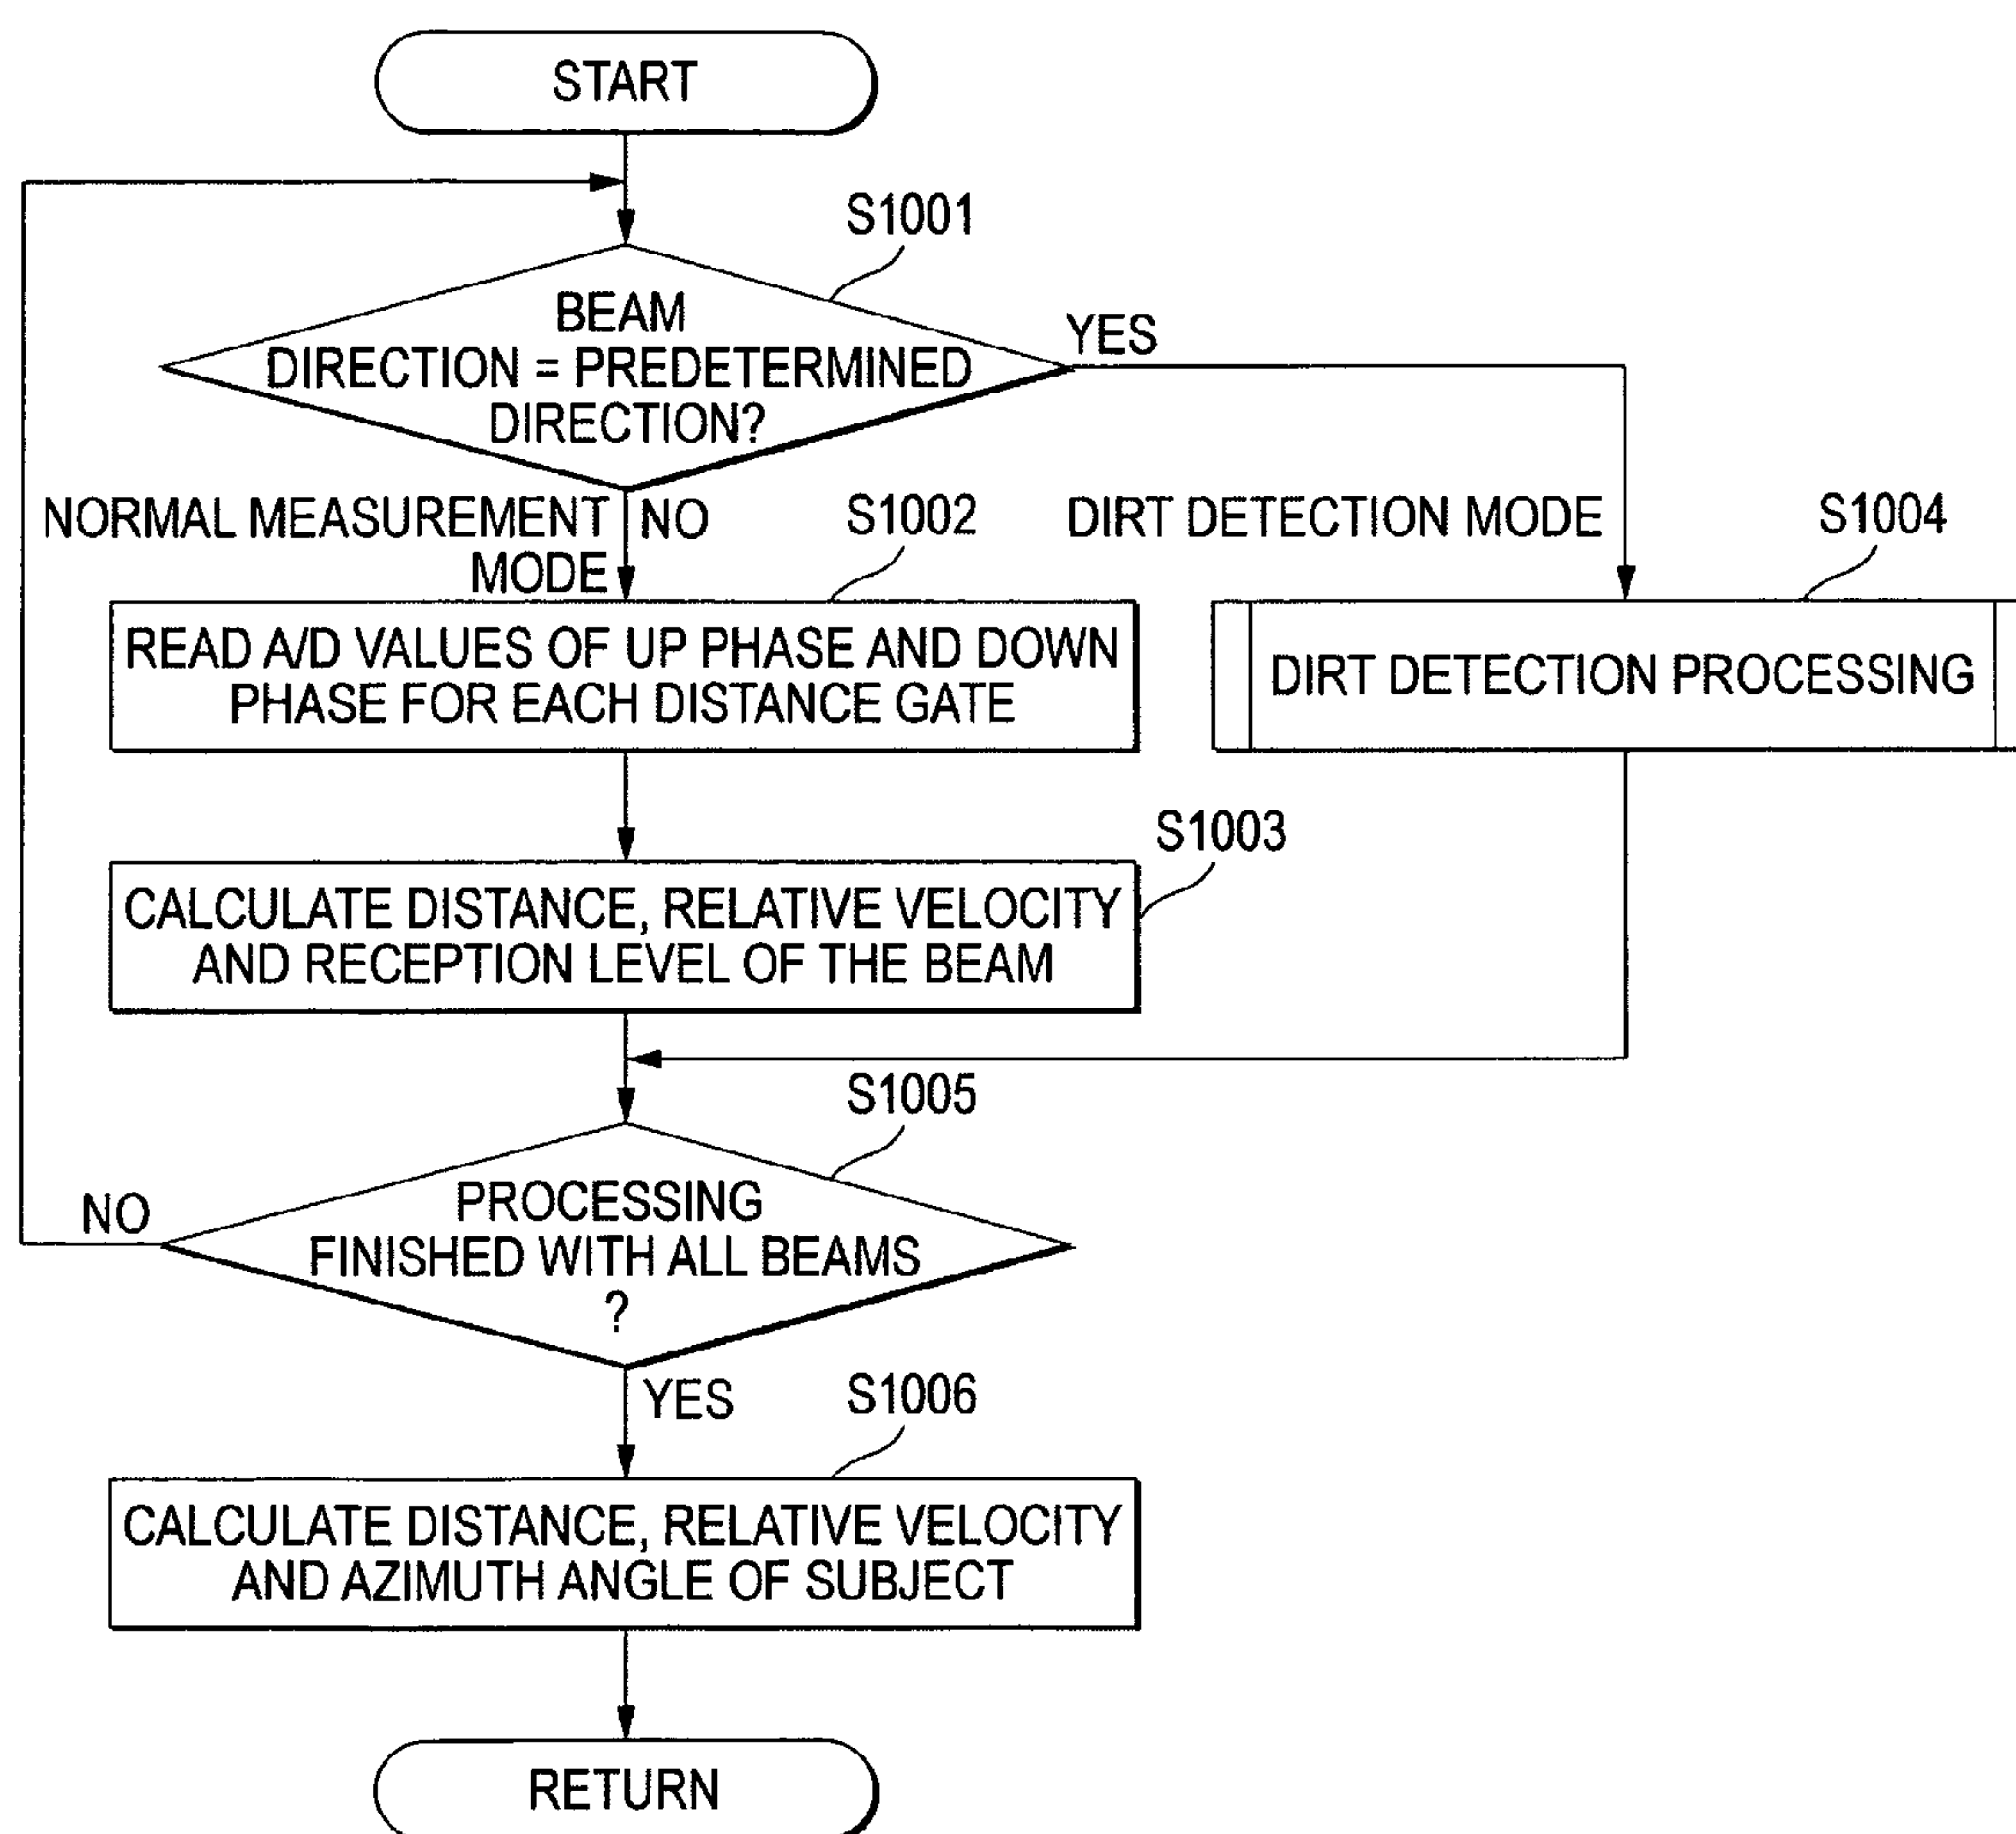 START
S1001
BEAM
DIRECTION = PREDETERMINED
DIRECTION?
YES
NORMAL MEASUREMENT
MODE
NO
S1002
DIRT DETECTION MODE
S1004
READ A/D VALUES OF UP PHASE AND DOWN
PHASE FOR EACH DISTANCE GATE
DIRT DETECTION PROCESSING
S1003
CALCULATE DISTANCE, RELATIVE VELOCITY
AND RECEPTION LEVEL OF THE BEAM
S1005
NO
PROCESSING
FINISHED WITH ALL BEAMS
?
YES
S1006
CALCULATE DISTANCE, RELATIVE VELOCITY
AND AZIMUTH ANGLE OF SUBJECT
RETURN